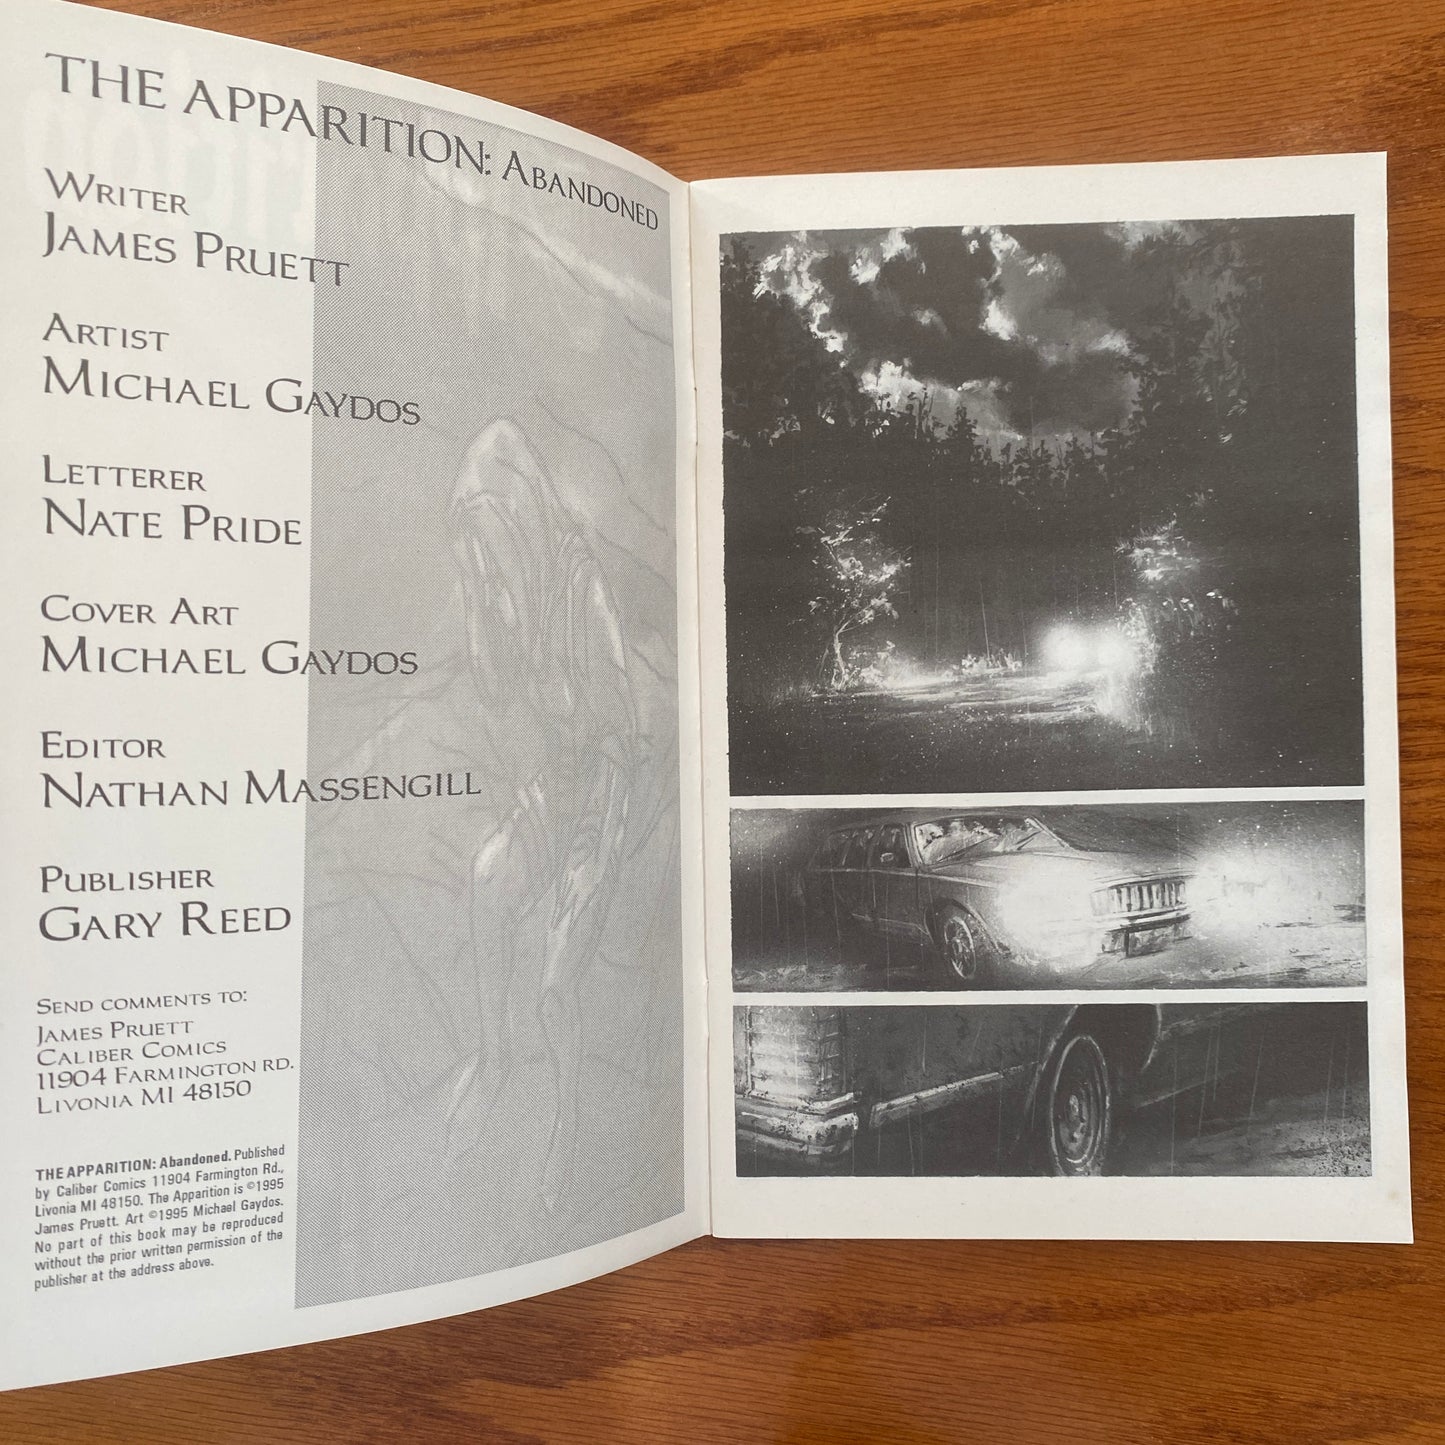 THE APPARITION: ABANDONED
WRITER
JAMES PRUETT
ARTIST
MICHAEL GAYDOS
LETTERER
NATE PRIDE
COVER ART
MICHAEL GAYDOS
EDITOR
NATHAN MASSENGILL
PUBLISHER
GARY REED
SEND COMMENTS TO:
JAMES PRUETT
CALIBER COMICS
11904 FARMINGTON RD.
LIVONIA MI 48150
THE APPARITION: Abandoned. Published
by Caliber Comics 11904 Farmington Rd.,
Livonia MI 48150. The Apparition is ©1995
James Pruett. Art ©1995 Michael Gaydos.
No part of this book may be reproduced
without the prior written permission of the
publisher at the address above.